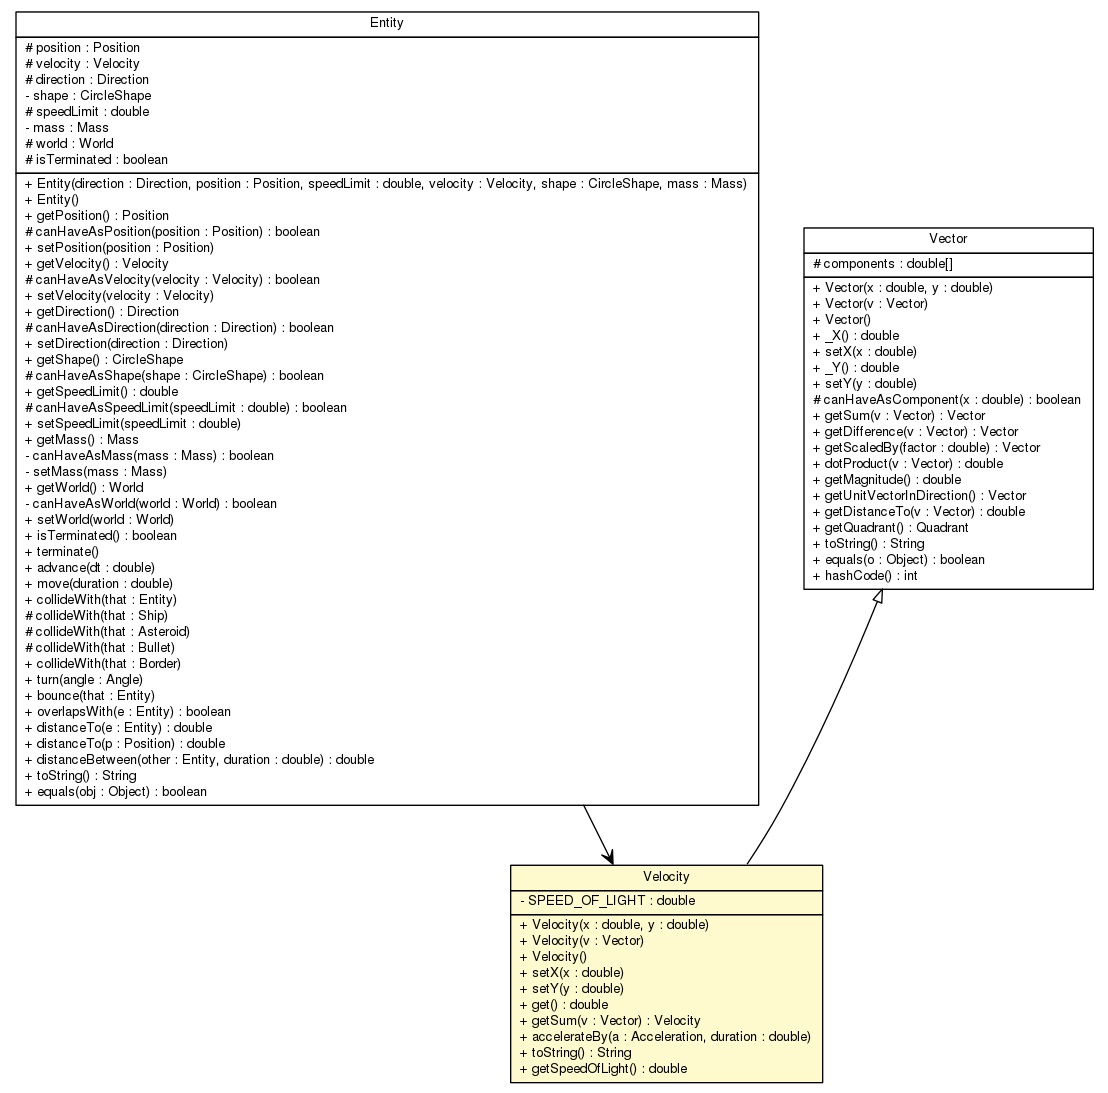 Entity
# position : Position
# velocity : Velocity
# direction : Direction
- shape : CircleShape
# speedLimit : double
- mass : Mass
# world : World
# isTerminated : boolean
+ Entity(direction : Direction, position : Position, speedLimit : double, velocity : Velocity, shape : CircleShape, mass : Mass)
+ Entity()
+ getPosition() : Position
# canHaveAsPosition(position : Position) : boolean
+ setPosition(position : Position)
+ getVelocity() : Velocity
# canHaveAsVelocity(velocity : Velocity) : boolean
+ setVelocity(velocity : Velocity)
+ getDirection() : Direction
# canHaveAsDirection(direction : Direction) : boolean
+ setDirection(direction : Direction)
+ getShape() : CircleShape
# canHaveAsShape(shape : CircleShape) : boolean
+ getSpeedLimit() : double
# canHaveAsSpeedLimit(speedLimit : double) : boolean
+ setSpeedLimit(speedLimit : double)
+ getMass() : Mass
- canHaveAsMass(mass : Mass) : boolean
- setMass(mass : Mass)
+ getWorld() : World
- canHaveAsWorld(world : World) : boolean
+ setWorld(world : World)
+ isTerminated() : boolean
+ terminate()
+ advance(dt : double)
+ move(duration : double)
+ collideWith(that : Entity)
# collideWith(that : Ship)
# collideWith(that : Asteroid)
# collideWith(that : Bullet)
+ collideWith(that : Border)
+ turn(angle : Angle)
+ bounce(that : Entity)
+ overlapsWith(e : Entity) : boolean
+ distanceTo(e : Entity) : double
+ distanceTo(p : Position) : double
+ distanceBetween(other : Entity, duration : double) : double
+ toString() : String
+ equals(obj : Object) : boolean
Vector
# components : double[]
+ Vector(x : double, y : double)
+ Vector(v : Vector)
+ Vector()
+ _X() : double
+ setX(x : double)
+ _Y() : double
+ setY(y : double)
# canHaveAsComponent(x : double) : boolean
+ getSum(v : Vector) : Vector
+ getDifference(v : Vector) : Vector
+ getScaledBy(factor : double) : Vector
+ dotProduct(v : Vector) : double
+ getMagnitude() : double
+ getUnitVectorInDirection() : Vector
+ getDistanceTo(v : Vector) : double
+ getQuadrant() : Quadrant
+ toString() : String
+ equals(o : Object) : boolean
+ hashCode() : int
Velocity
- SPEED_OF_LIGHT : double
+ Velocity(x : double, y : double)
+ Velocity(v : Vector)
+ Velocity()
+ setX(x : double)
+ setY(y : double)
+ get() : double
+ getSum(v : Vector) : Velocity
+ accelerateBy(a : Acceleration, duration : double)
+ toString() : String
+ getSpeedOfLight() : double